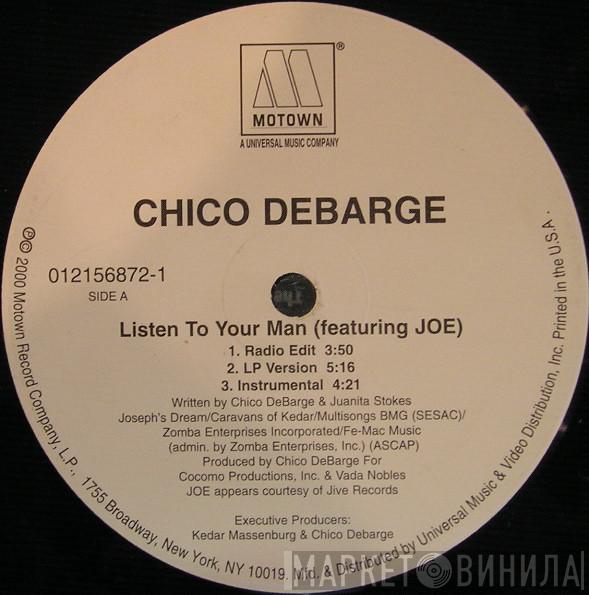 ®
MOTOWN
A UNIVERSAL MUSIC COMPANY
CHICO DEBARGE
012156872-1
SIDE A
Listen To Your Man (featuring JOE)
1. Radio Edit 3:50
2. LP Version 5:16
3. Instrumental 4:21
Written by Chico DeBarge & Juanita Stokes
Joseph's Dream/Caravans of Kedar/Multisongs BMG (SESAC)/
Zomba Enterprises Incorporated/Fe-Mac Music
(admin. by Zomba Enterprises, Inc.) (ASCAP)
Produced by Chico DeBarge For
Cocomo Productions, Inc. & Vada Nobles
JOE appears courtesy of Jive Records
Executive Producers:
Kedar Massenburg & Chico Debarge
℗© 2000 Motown Record Company, L.P., 1755 Broadway, New York, NY 10019. Mfd. & Distributed by Universal Music & Video Distribution, Inc. Printed in the U.S.A.
МАРКЕТ ВИНИЛА